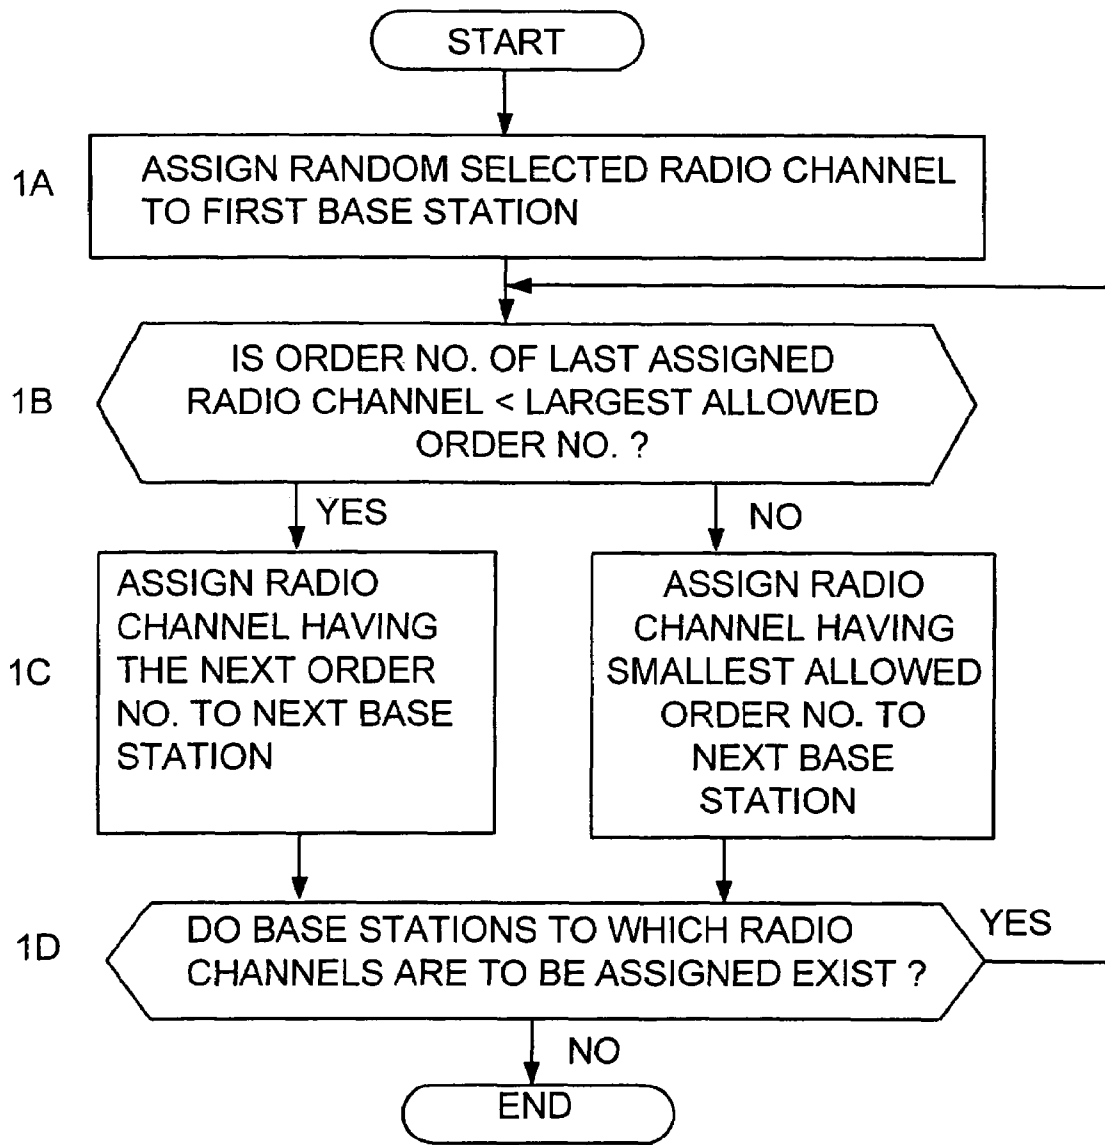 START
1A
ASSIGN RANDOM SELECTED RADIO CHANNEL
TO FIRST BASE STATION
1B
IS ORDER NO. OF LAST ASSIGNED
RADIO CHANNEL < LARGEST ALLOWED
ORDER NO. ?
YES
NO
1C
ASSIGN RADIO
CHANNEL HAVING
THE NEXT ORDER
NO. TO NEXT BASE
STATION
ASSIGN RADIO
CHANNEL HAVING
SMALLEST ALLOWED
ORDER NO. TO
NEXT BASE
STATION
1D
DO BASE STATIONS TO WHICH RADIO
CHANNELS ARE TO BE ASSIGNED EXIST ?
YES
NO
END